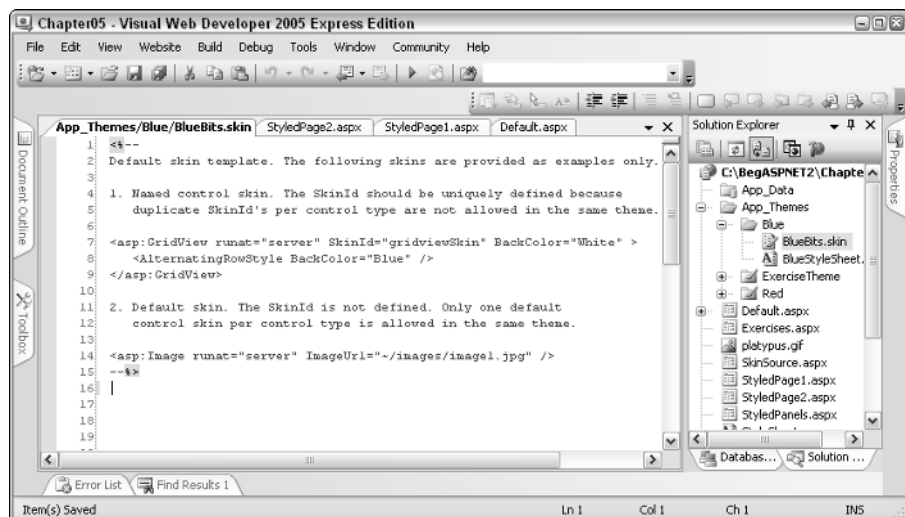 Chapter05 - Visual Web Developer 2005 Express Edition
File Edit View Website Build Debug Tools Window Community Help
App_Themes/Blue/BlueBits.skin StyledPage2.aspx StyledPage1.aspx Default.aspx
Document Outline
Toolbox
1 <%--
2 Default skin template. The following skins are provided as examples only.
3
4 1. Named control skin. The SkinId should be uniquely defined because
5 duplicate SkinId's per control type are not allowed in the same theme.
6
7 <asp:GridView runat="server" SkinId="gridviewSkin" BackColor="White" >
8 <AlternatingRowStyle BackColor="Blue" />
9 </asp:GridView>
10
11 2. Default skin. The SkinId is not defined. Only one default
12 control skin per control type is allowed in the same theme.
13
14 <asp:Image runat="server" ImageUrl="~/images/image1.jpg" />
15 --%>
16
17
18
19
Solution Explorer
C:\BegASPNET2\Chapte
App_Data
App_Themes
Blue
BlueBits.skin
BlueStyleSheet.
ExerciseTheme
Red
Default.aspx
Exercises.aspx
platypus.gif
SkinSource.aspx
StyledPage1.aspx
StyledPage2.aspx
StyledPanels.aspx
Databas... Solution ...
Properties
Error List Find Results 1
Item(s) Saved Ln 1 Col 1 Ch 1 INS